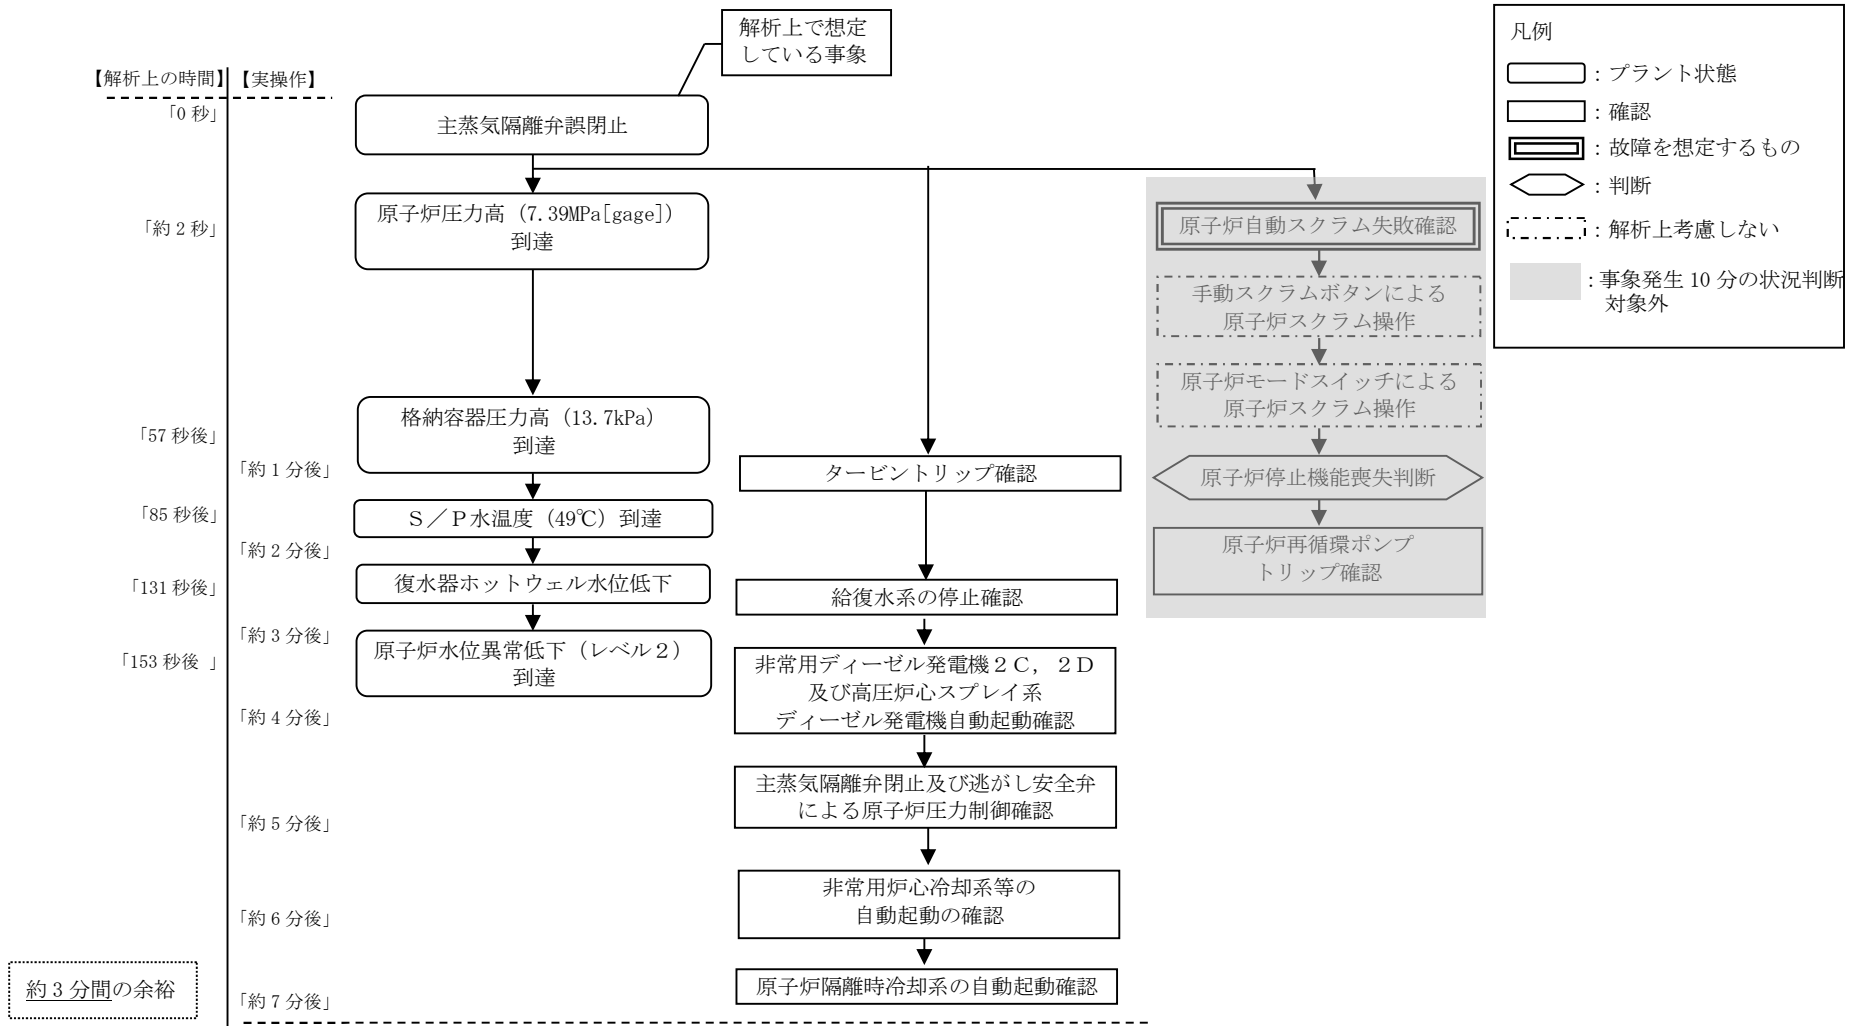 解析上で想定
している事象
【解析上の時間】
【実操作】
「0 秒」
主蒸気隔離弁誤閉止
「約 2 秒」
原子炉圧力高（7.39MPa[gage]）
到達
「57 秒後」
格納容器圧力高（13.7kPa）
到達
「約 1 分後」
「85 秒後」
Ｓ／Ｐ水温度（49℃）到達
「約 2 分後」
「131 秒後」
復水器ホットウェル水位低下
「約 3 分後」
「153 秒後 」
原子炉水位異常低下（レベル２）
到達
「約 4 分後」
「約 5 分後」
「約 6 分後」
「約 7 分後」
約 3 分間の余裕
タービントリップ確認
給復水系の停止確認
非常用ディーゼル発電機２Ｃ，２Ｄ
及び高圧炉心スプレイ系
ディーゼル発電機自動起動確認
主蒸気隔離弁閉止及び逃がし安全弁
による原子炉圧力制御確認
非常用炉心冷却系等の
自動起動の確認
原子炉隔離時冷却系の自動起動確認
原子炉自動スクラム失敗確認
手動スクラムボタンによる
原子炉スクラム操作
原子炉モードスイッチによる
原子炉スクラム操作
原子炉停止機能喪失判断
原子炉再循環ポンプ
トリップ確認
凡例
：プラント状態
：確認
：故障を想定するもの
：判断
：解析上考慮しない
：事象発生 10 分の状況判断
対象外